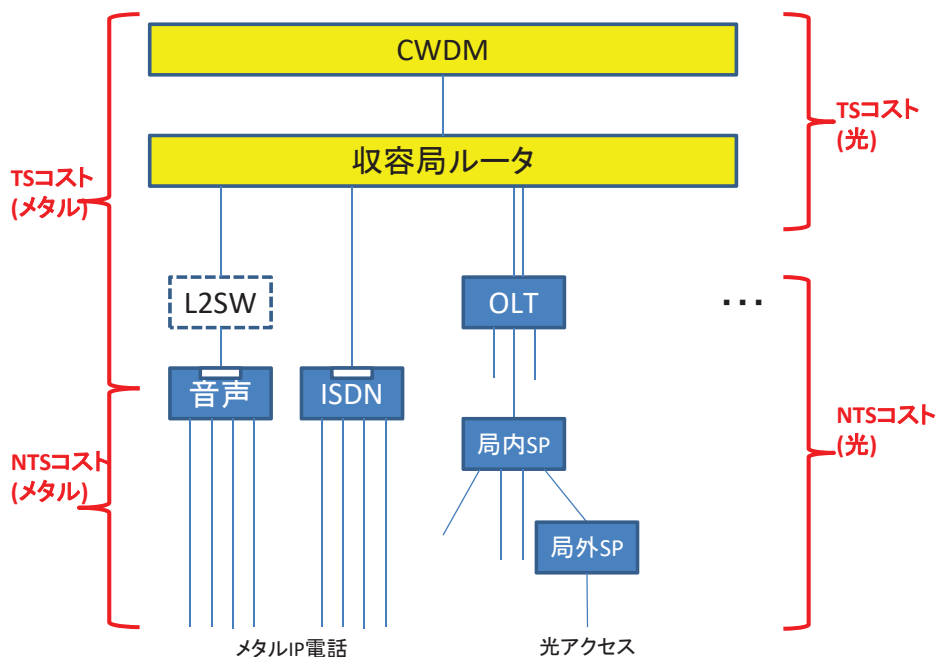 CWDM
TSコスト
(光)
収容局ルータ
TSコスト
(メタル)
L2SW
OLT
...
音声
ISDN
NTSコスト
(光)
局内SP
NTSコスト
(メタル)
局外SP
メタルIP電話
光アクセス